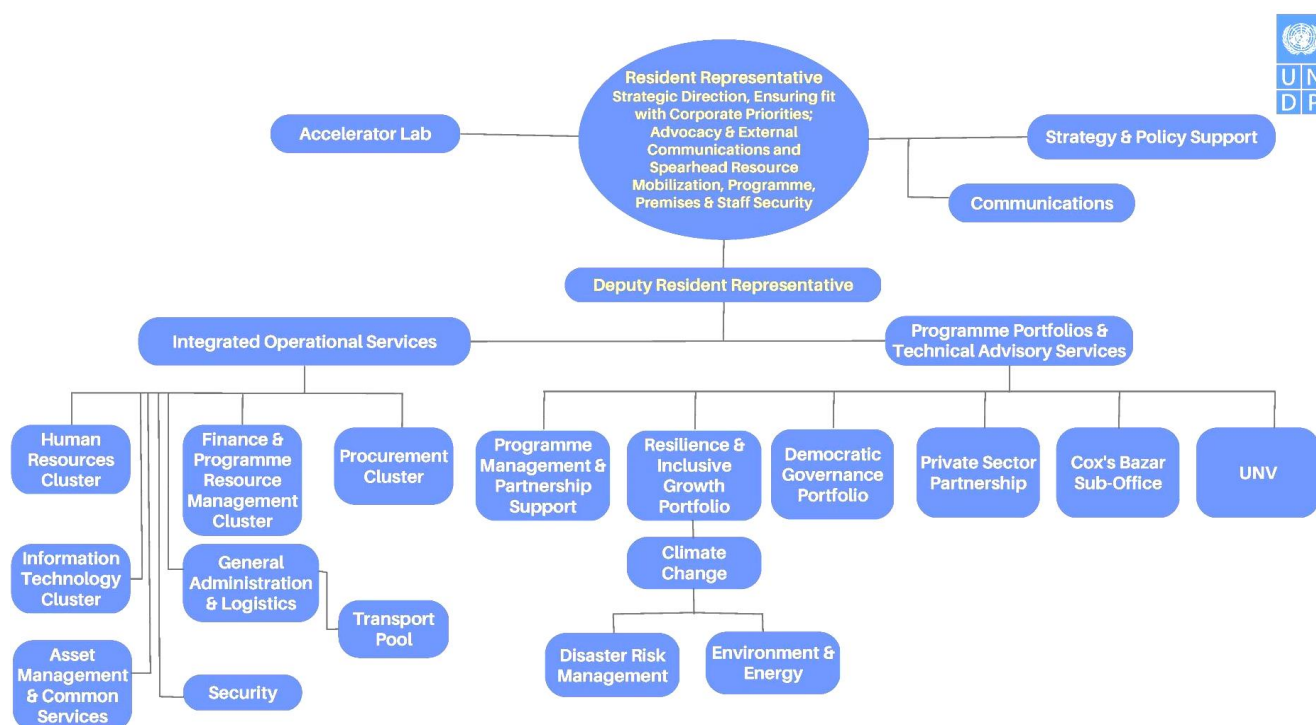 Resident Representative
Strategic Direction, Ensuring fit
with Corporate Priorities;
Advocacy & External
Communications and
Spearhead Resource
Mobilization, Programme,
Premises & Staff Security
U N
D P
Accelerator Lab
Strategy & Policy Support
Communications
Deputy Resident Representative
Integrated Operational Services
Programme Portfolios &
Technical Advisory Services
Human
Resources
Cluster
Finance &
Programme
Resource
Management
Cluster
Procurement
Cluster
Programme
Management &
Partnership
Support
Resilience &
Inclusive
Growth
Portfolio
Democratic
Governance
Portfolio
Private Sector
Partnership
Cox's Bazar
Sub-Office
UNV
Information
Technology
Cluster
General
Administration
& Logistics
Climate
Change
Transport
Pool
Asset
Management
& Common
Services
Security
Disaster Risk
Management
Environment &
Energy